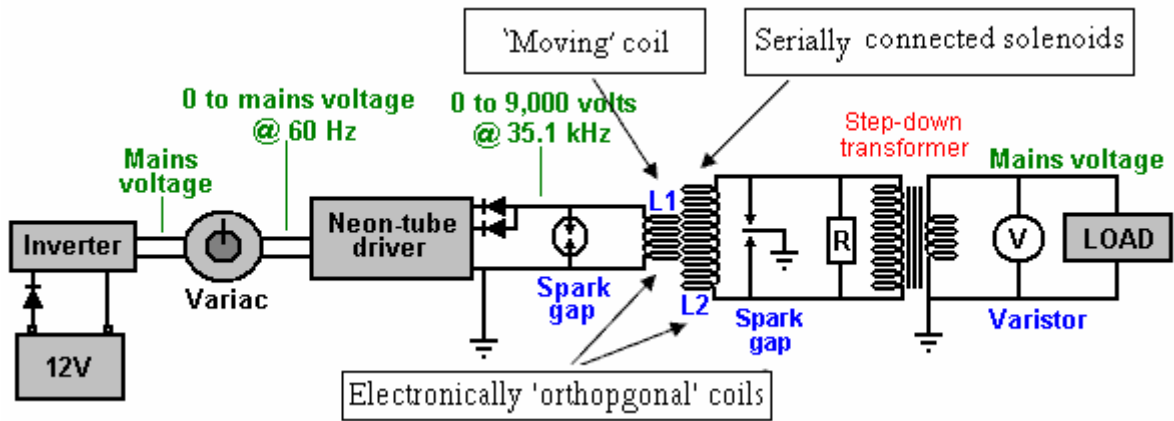 'Moving' coil
Serially connected solenoids
0 to mains voltage
@ 60 Hz
0 to 9,000 volts
@ 35.1 kHz
Step-down
transformer
Mains
voltage
Mains voltage
L1
Inverter
Neon-tube
driver
R
V
LOAD
Variac
Spark
gap
L2
Spark
gap
Varistor
12V
Electronically 'orthopgonal' coils